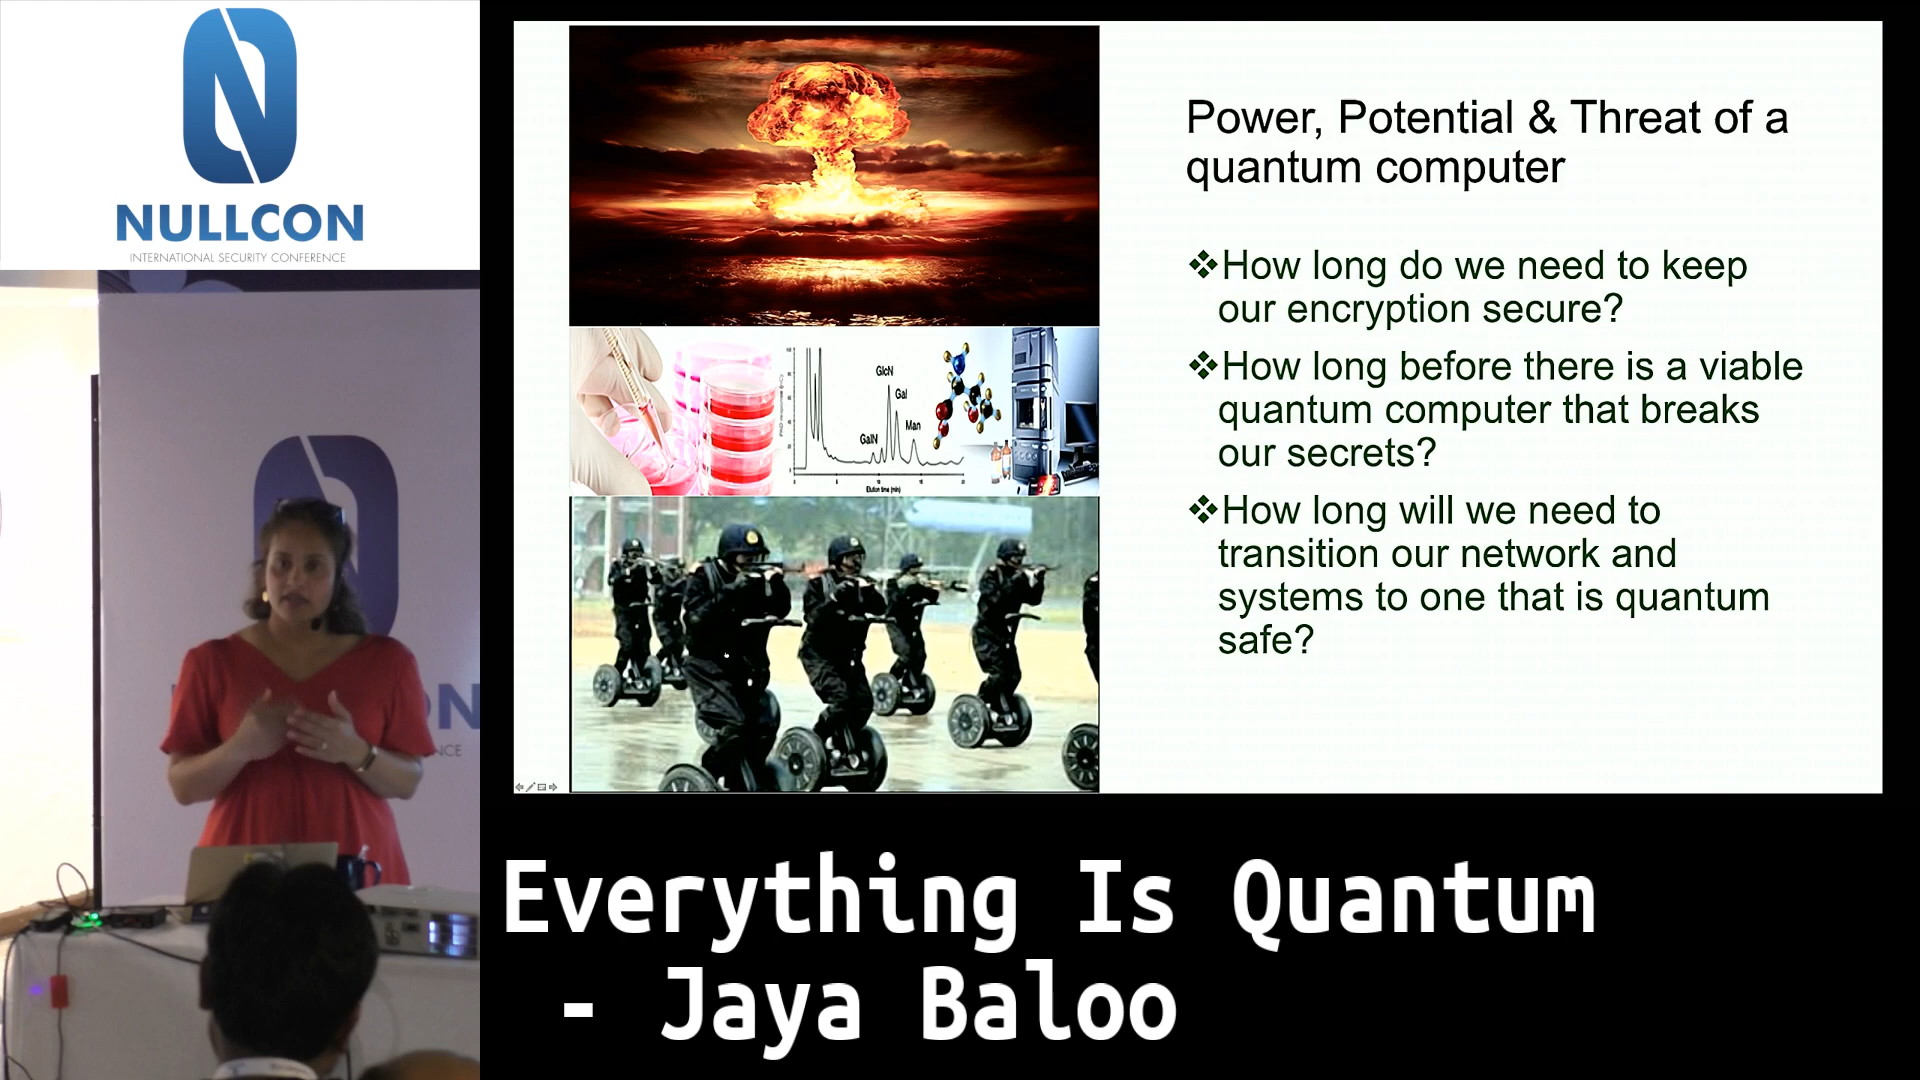 NULLCON
INTERNATIONAL SECURITY CONFERENCE
Power, Potential & Threat of a
quantum computer
❖How long do we need to keep
our encryption secure?
❖How long before there is a viable
quantum computer that breaks
our secrets?
❖How long will we need to
transition our network and
systems to one that is quantum
safe?
GlcN
Gal
GalN
Man
Elution time (min)
Everything Is Quantum
- Jaya Baloo